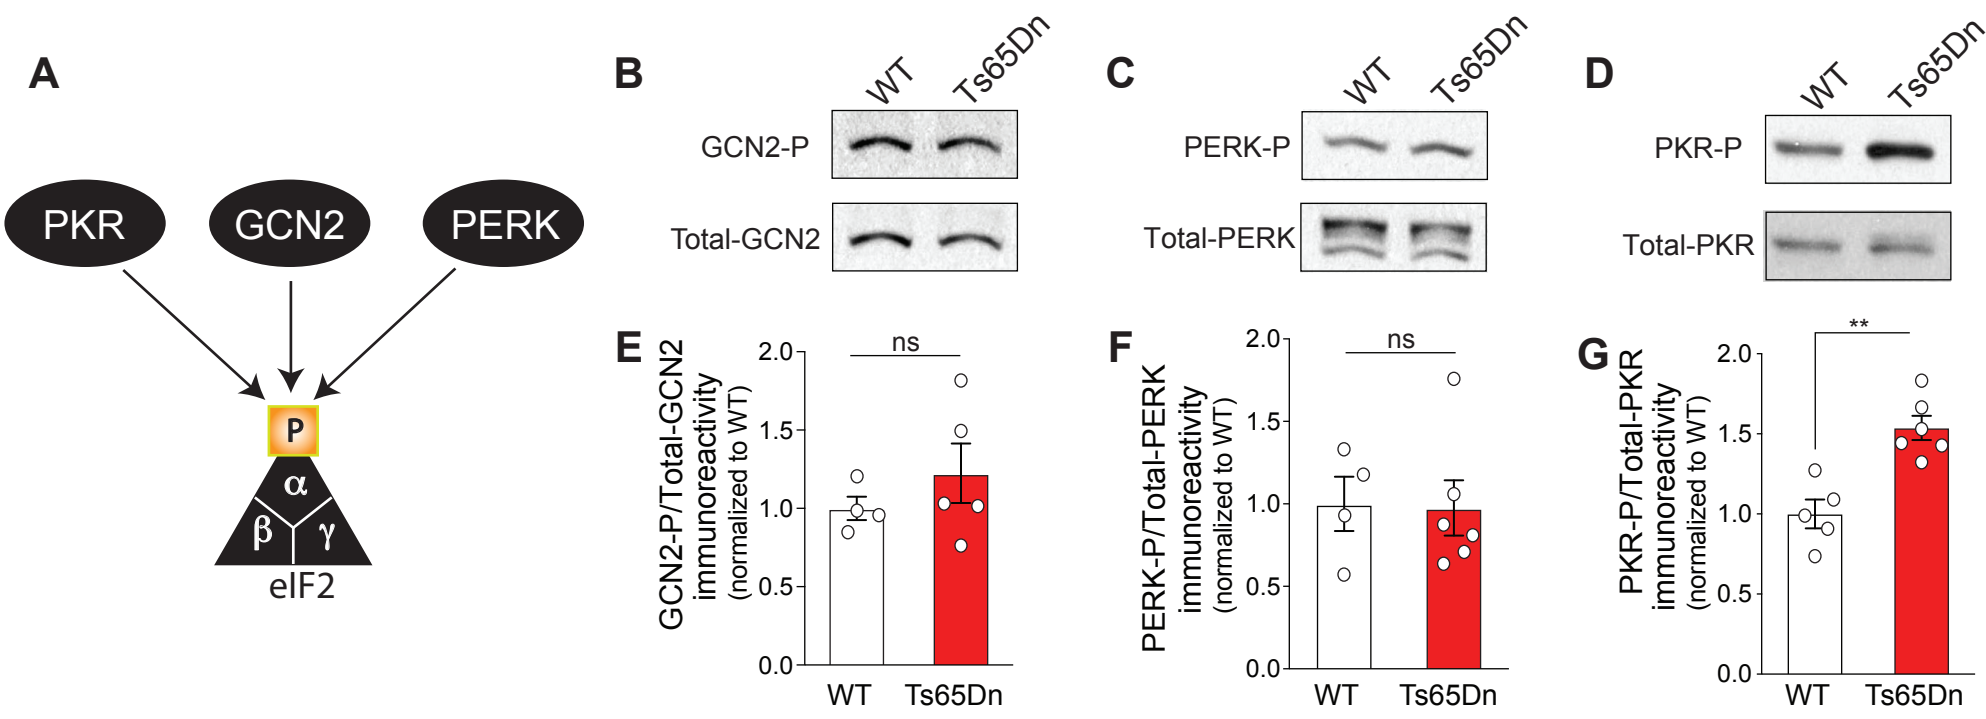 A
PKR
GCN2
PERK
P
α
β
γ
eIF2
B
WT
Ts65Dn
GCN2-P
Total-GCN2
C
WT
Ts65Dn
PERK-P
Total-PERK
D
WT
Ts65Dn
PKR-P
Total-PKR
E
GCN2-P/Total-GCN2
immunoreactivity
(normalized to WT)
2.0
1.5
1.0
0.5
0.0
ns
WT
Ts65Dn
F
PERK-P/Total-PERK
immunoreactivity
(normalized to WT)
2.0
1.5
1.0
0.5
0.0
ns
WT
Ts65Dn
G
PKR-P/Total-PKR
immunoreactivity
(normalized to WT)
2.0
1.5
1.0
0.5
0.0
**
WT
Ts65Dn